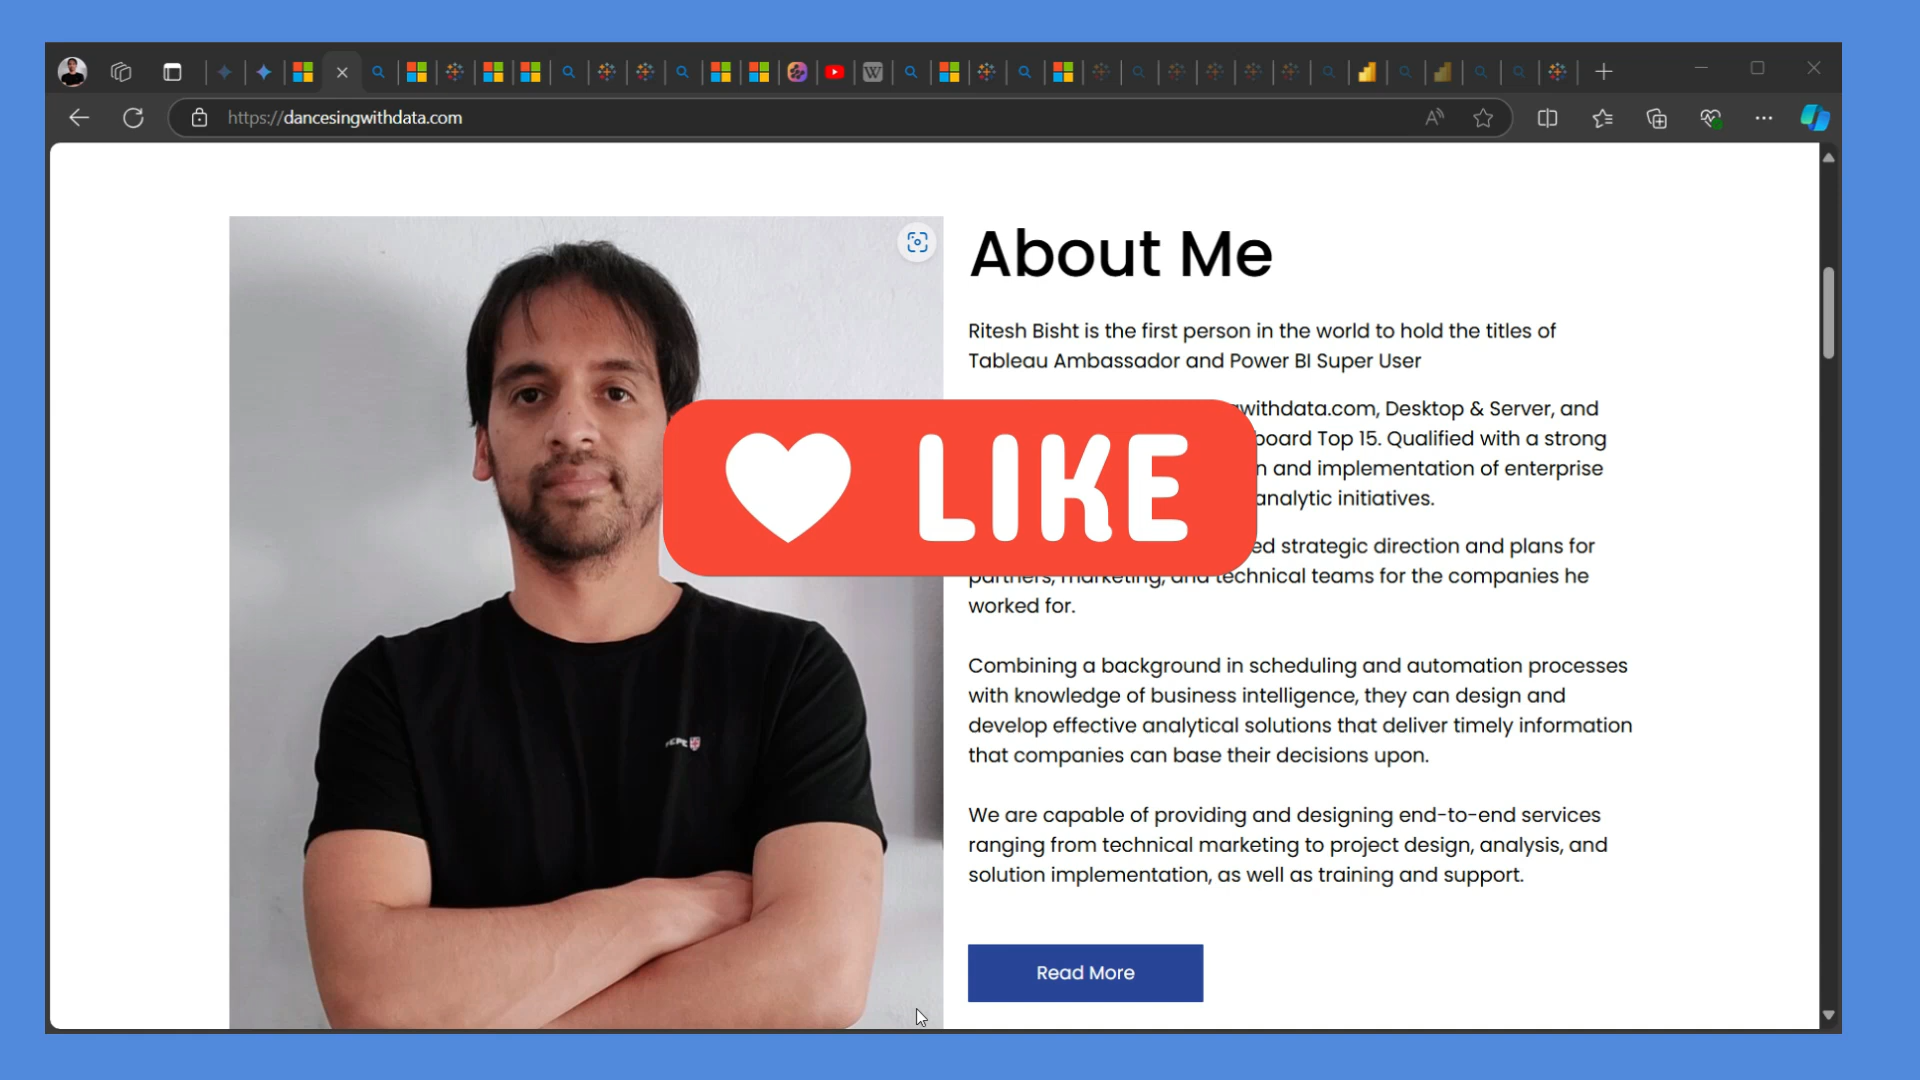 https://dancesingwithdata.com
About Me
Ritesh Bisht is the first person in the world to hold the titles of
Tableau Ambassador and Power BI Super User
withdata.com, Desktop & Server, and
board Top 15. Qualified with a strong
and implementation of enterprise
analytic initiatives.
LIKE
strategic direction and plans for
partners, marketing, and technical teams for the companies he
worked for.
Combining a background in scheduling and automation processes
with knowledge of business intelligence, they can design and
develop effective analytical solutions that deliver timely information
that companies can base their decisions upon.
We are capable of providing and designing end-to-end services
ranging from technical marketing to project design, analysis, and
solution implementation, as well as training and support.
Read More